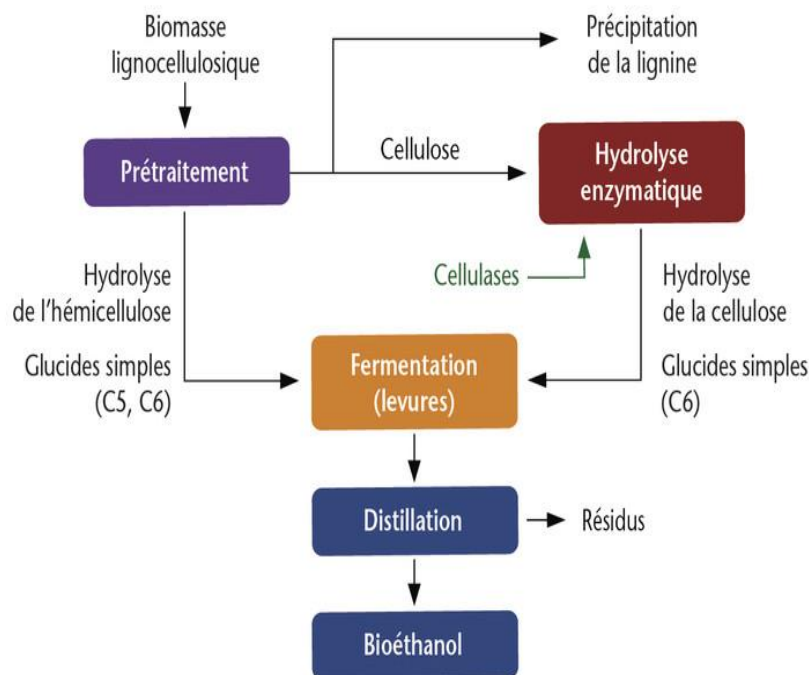 Biomasse
lignocellulosique
Précipitation
de la lignine
Prétraitement
Cellulose
Hydrolyse
enzymatique
Cellulases
Hydrolyse
de l'hémicellulose
Glucides simples
(C5, C6)
Hydrolyse
de la cellulose
Glucides simples
(C6)
Fermentation
(levures)
Distillation
Résidus
Bioéthanol